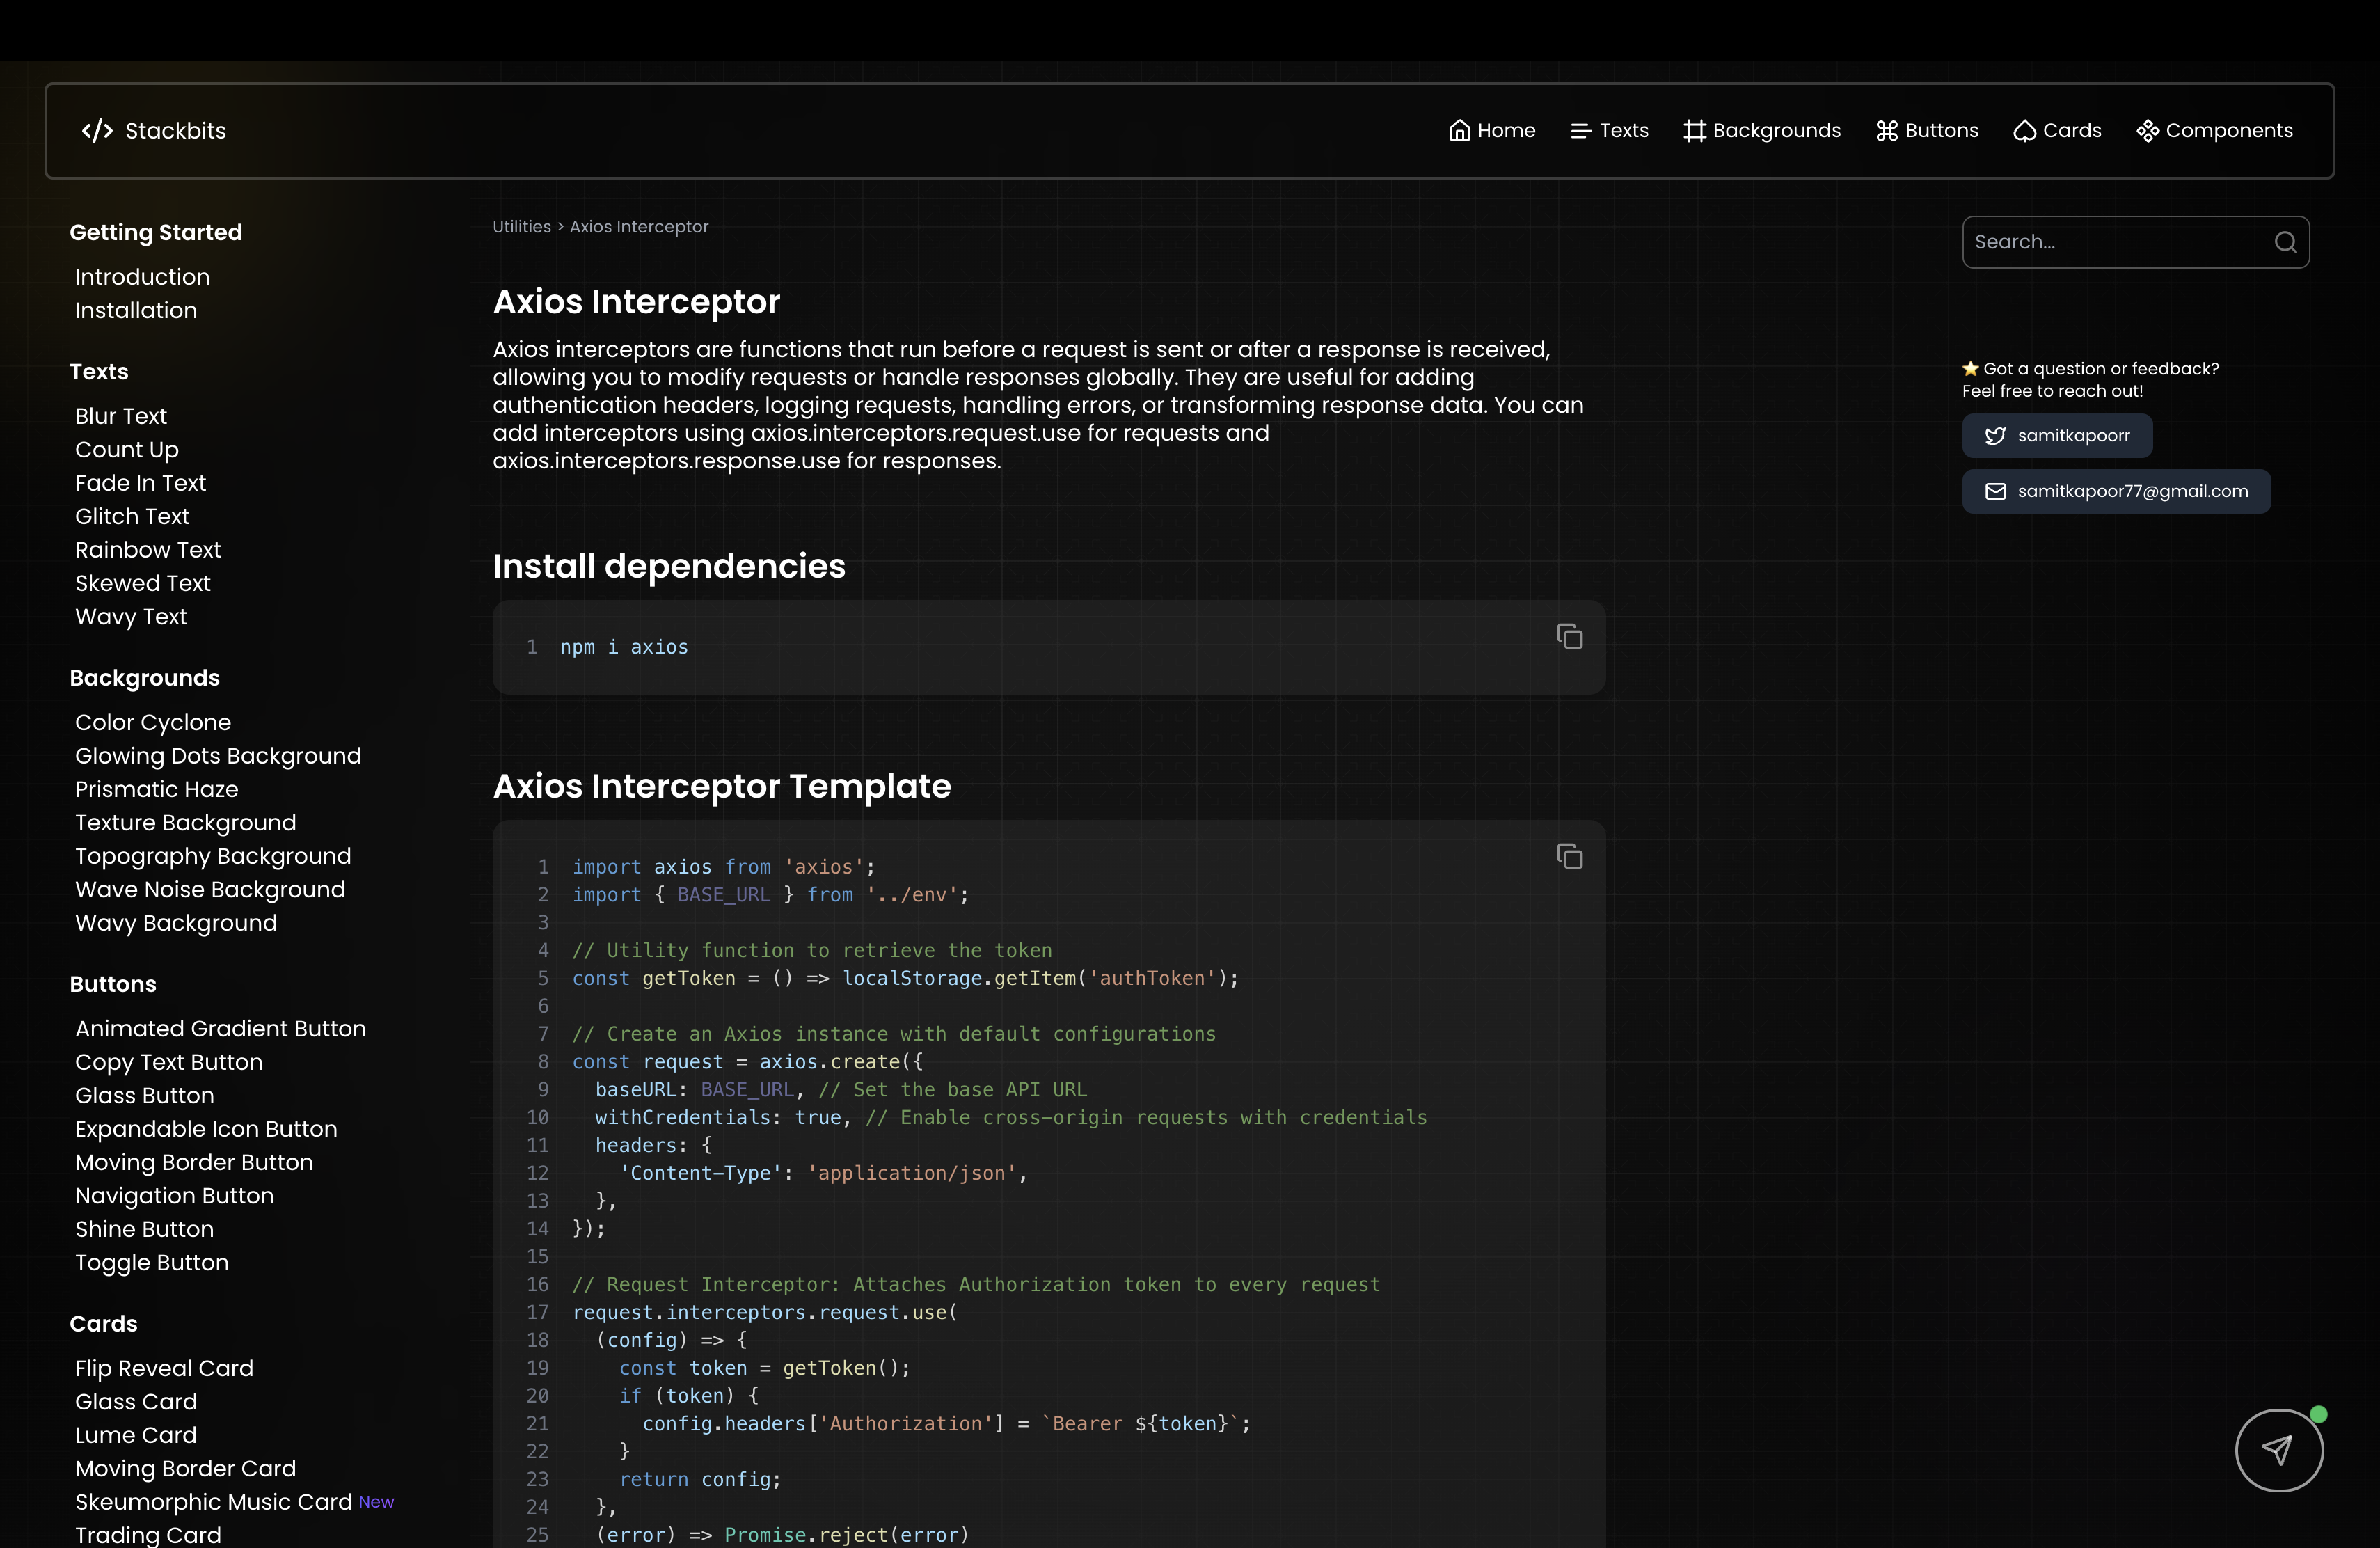 Stackbits
Home
Texts
Backgrounds
Buttons
Cards
Components
Getting Started
Introduction
Installation
Texts
Blur Text
Count Up
Fade In Text
Glitch Text
Rainbow Text
Skewed Text
Wavy Text
Backgrounds
Color Cyclone
Glowing Dots Background
Prismatic Haze
Texture Background
Topography Background
Wave Noise Background
Wavy Background
Buttons
Animated Gradient Button
Copy Text Button
Glass Button
Expandable Icon Button
Moving Border Button
Navigation Button
Shine Button
Toggle Button
Cards
Flip Reveal Card
Glass Card
Lume Card
Moving Border Card
Skeumorphic Music Card New
Trading Card
Utilities > Axios Interceptor
Axios Interceptor
Axios interceptors are functions that run before a request is sent or after a response is received,
allowing you to modify requests or handle responses globally. They are useful for adding
authentication headers, logging requests, handling errors, or transforming response data. You can
add interceptors using axios.interceptors.request.use for requests and
axios.interceptors.response.use for responses.
Install dependencies
1 npm i axios
Axios Interceptor Template
1 import axios from 'axios';
2 import { BASE_URL } from '../env';
3
4 // Utility function to retrieve the token
5 const getToken = () => localStorage.getItem('authToken');
6
7 // Create an Axios instance with default configurations
8 const request = axios.create({
9   baseURL: BASE_URL, // Set the base API URL
10   withCredentials: true, // Enable cross-origin requests with credentials
11   headers: {
12     'Content-Type': 'application/json',
13   },
14 });
15
16 // Request Interceptor: Attaches Authorization token to every request
17 request.interceptors.request.use(
18   (config) => {
19     const token = getToken();
20     if (token) {
21       config.headers['Authorization'] = `Bearer ${token}`;
22     }
23     return config;
24   },
25   (error) => Promise.reject(error)
Search...
⭐ Got a question or feedback?
Feel free to reach out!
samitkapoorr
samitkapoor77@gmail.com